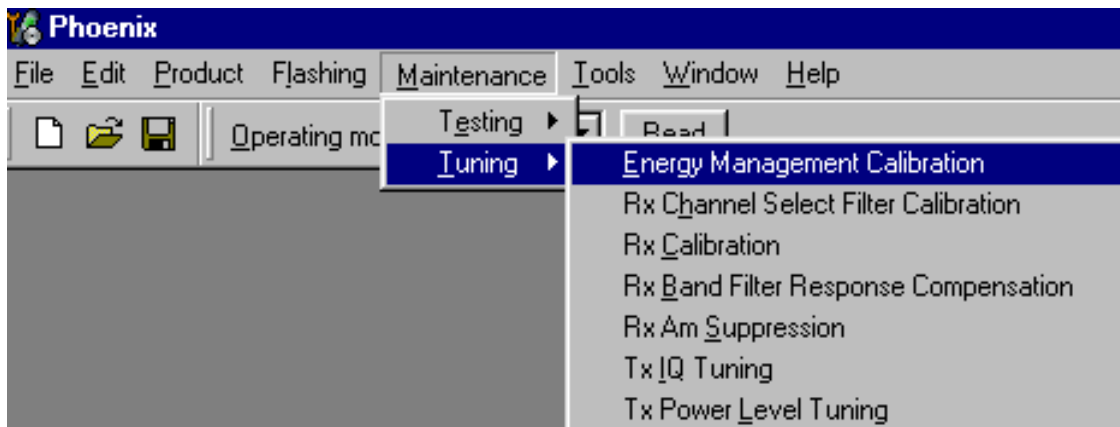 Phoenix
File Edit Product Flashing Maintenance Tools Window Help
Operating mo Read
Testing
Tuning
Energy Management Calibration
Rx Channel Select Filter Calibration
Rx Calibration
Rx Band Filter Response Compensation
Rx Am Suppression
Tx IQ Tuning
Tx Power Level Tuning